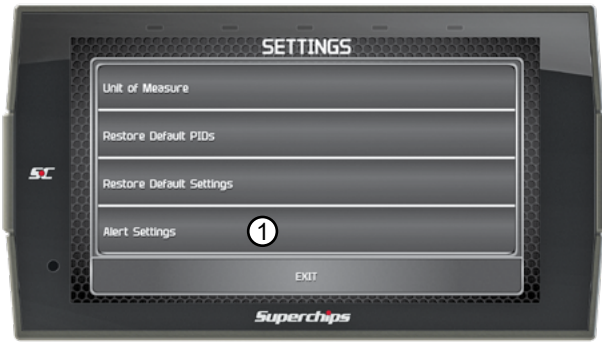 SETTINGS
Unit of Measure
Restore Default PIDs
Restore Default Settings
SC
Alert Settings
1
EXIT
Superchips